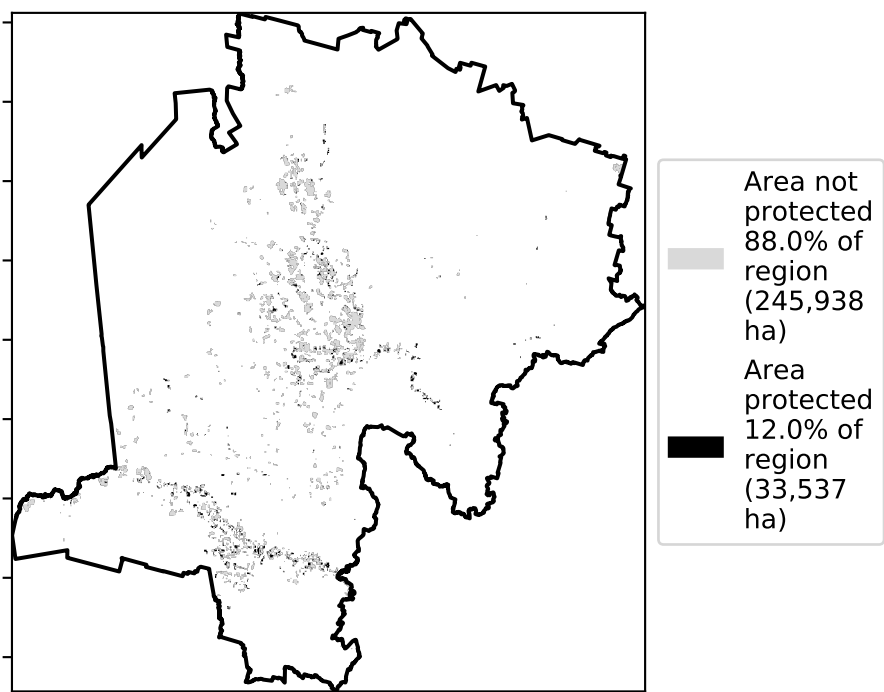 Area not
protected
88.0% of
region
(245,938
ha)
Area
protected
12.0% of
region
(33,537
ha)